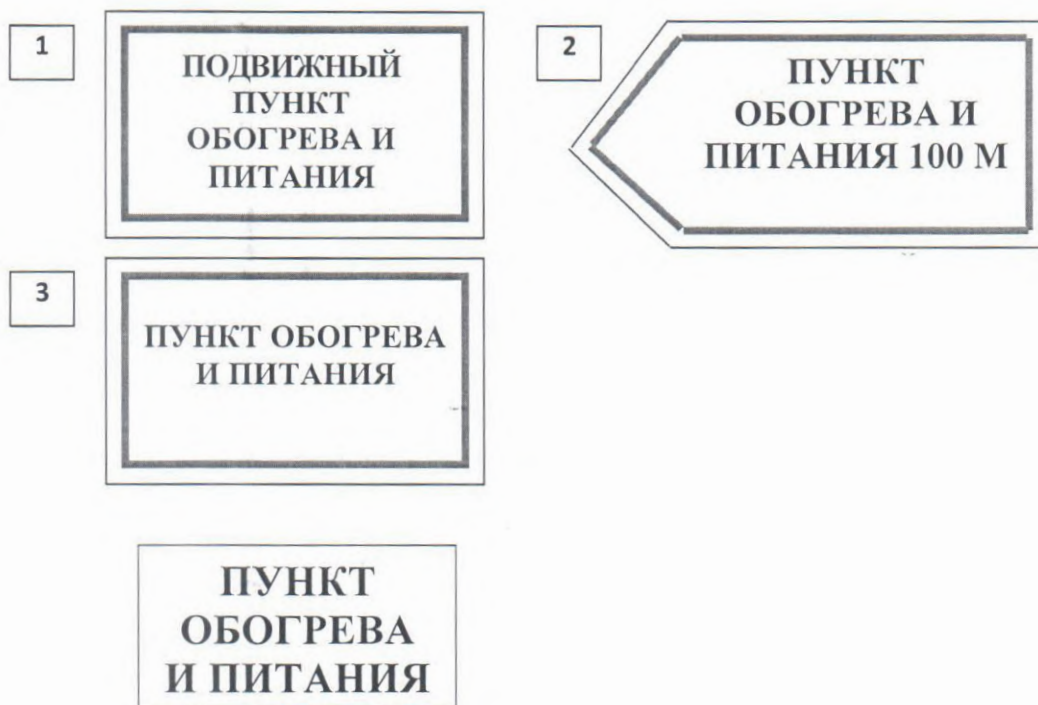 1
ПОДВИЖНЫЙ
ПУНКТ
ОБОГРЕВА И
ПИТАНИЯ
2
ПУНКТ
ОБОГРЕВА И
ПИТАНИЯ 100 М
3
ПУНКТ ОБОГРЕВА
И ПИТАНИЯ
ПУНКТ
ОБОГРЕВА
И ПИТАНИЯ